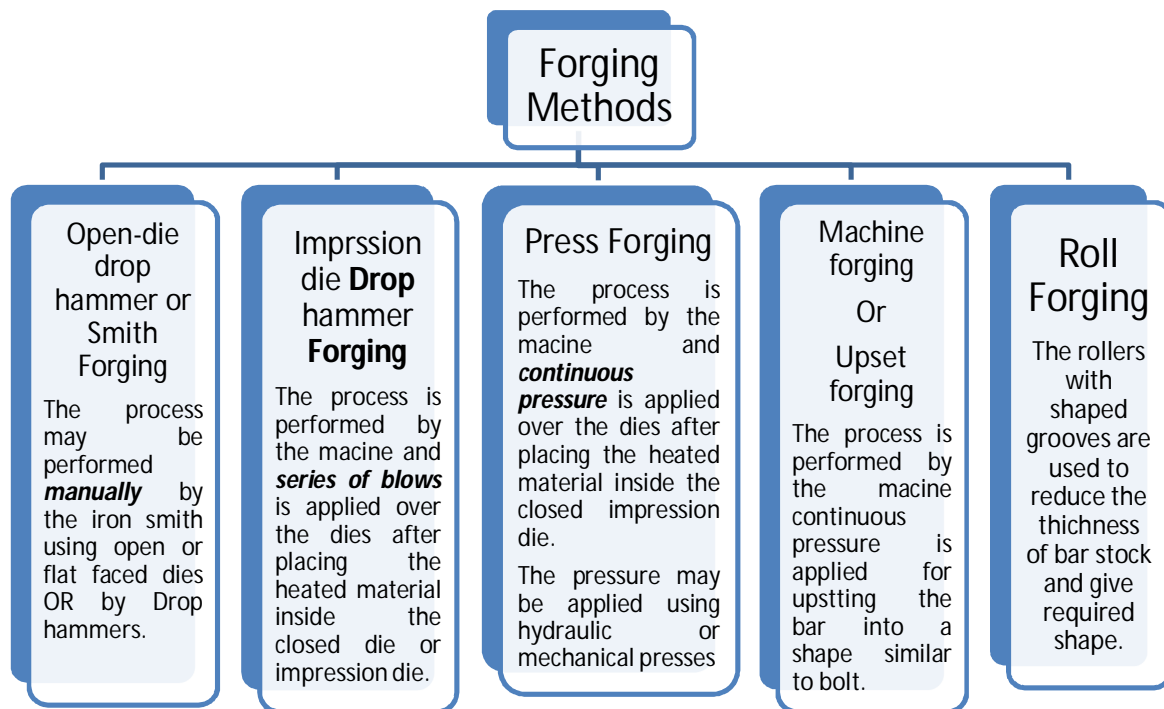 Forging
Methods
Open-die
drop
hammer or
Smith
Forging
The process
may be
performed
manually by
the iron smith
using open or
flat faced dies
OR by Drop
hammers.
Imprssion
die Drop
hammer
Forging
The process is
performed by
the macine and
series of blows
is applied over
the dies after
placing the
heated material
inside the
closed die or
impression die.
Press Forging
The process is
performed by the
macine and
continuous
pressure is applied
over the dies after
placing the heated
material inside the
closed impression
die.
The pressure may
be applied using
hydraulic or
mechanical presses
Machine
forging
Or
Upset
forging
The process is
performed by
the macine
continuous
pressure is
applied for
upstting the
bar into a
shape similar
to bolt.
Roll
Forging
The rollers
with
shaped
grooves are
used to
reduce the
thichness
of bar stock
and give
required
shape.